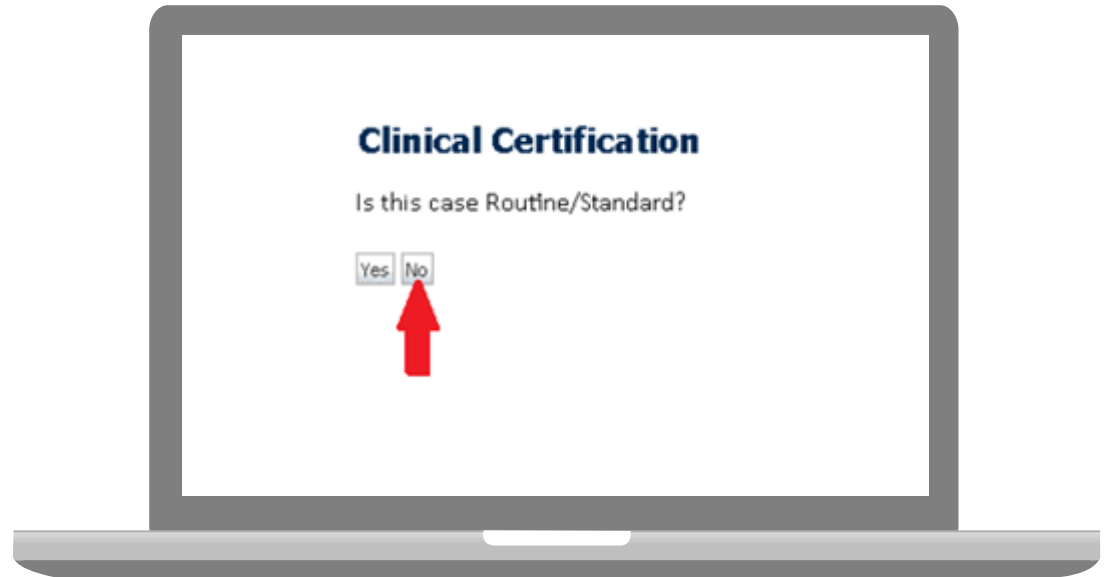 Clinical Certification
Is this case Routine/Standard?
Yes No